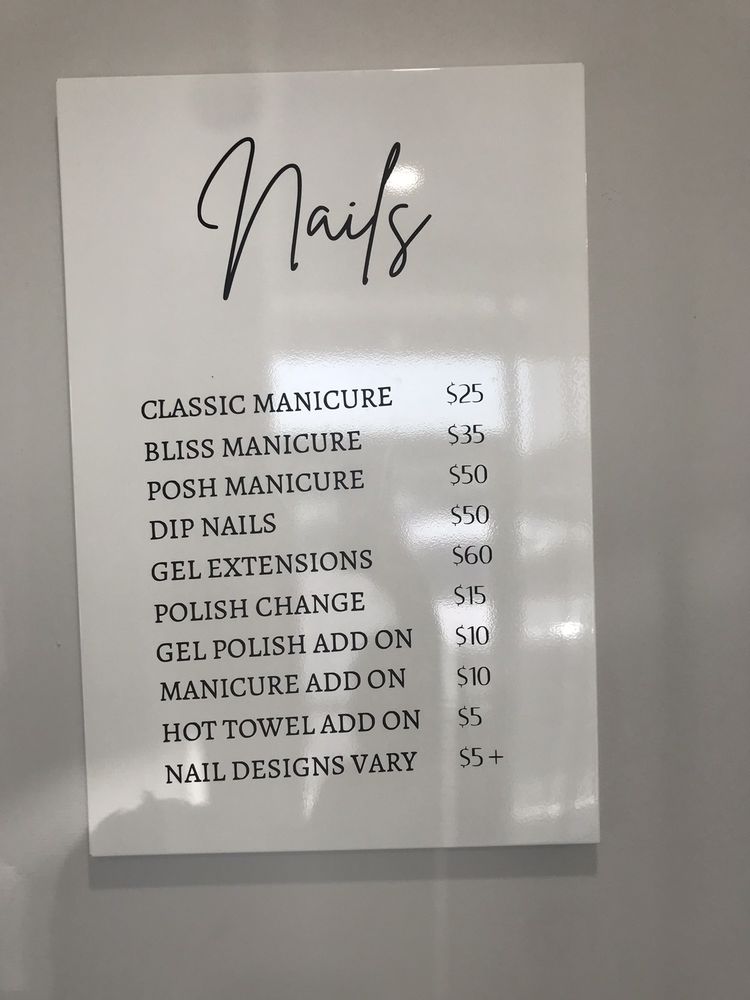 Nails
CLASSIC MANICURE $25
BLISS MANICURE $35
POSH MANICURE $50
DIP NAILS $50
GEL EXTENSIONS $60
POLISH CHANGE $15
GEL POLISH ADD ON $10
MANICURE ADD ON $10
HOT TOWEL ADD ON $5
NAIL DESIGNS VARY $5+